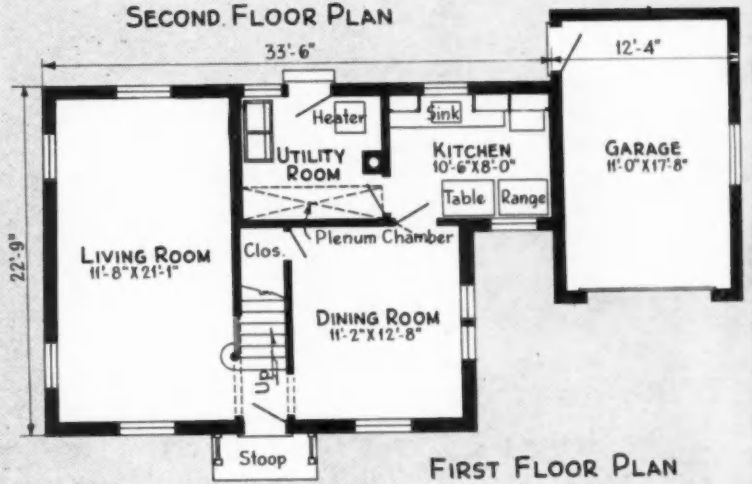 SECOND FLOOR PLAN
33'-6"
12'-4"
22'-9"
Heater
Sink
UTILITY
ROOM
KITCHEN
10'-6"X8'-0"
GARAGE
11'-0"X17'-8"
Table
Range
Plenum Chamber
Clos.
LIVING ROOM
11'-8"X21'-1"
DINING ROOM
11'-2"X12'-8"
Up
Stoop
FIRST FLOOR PLAN